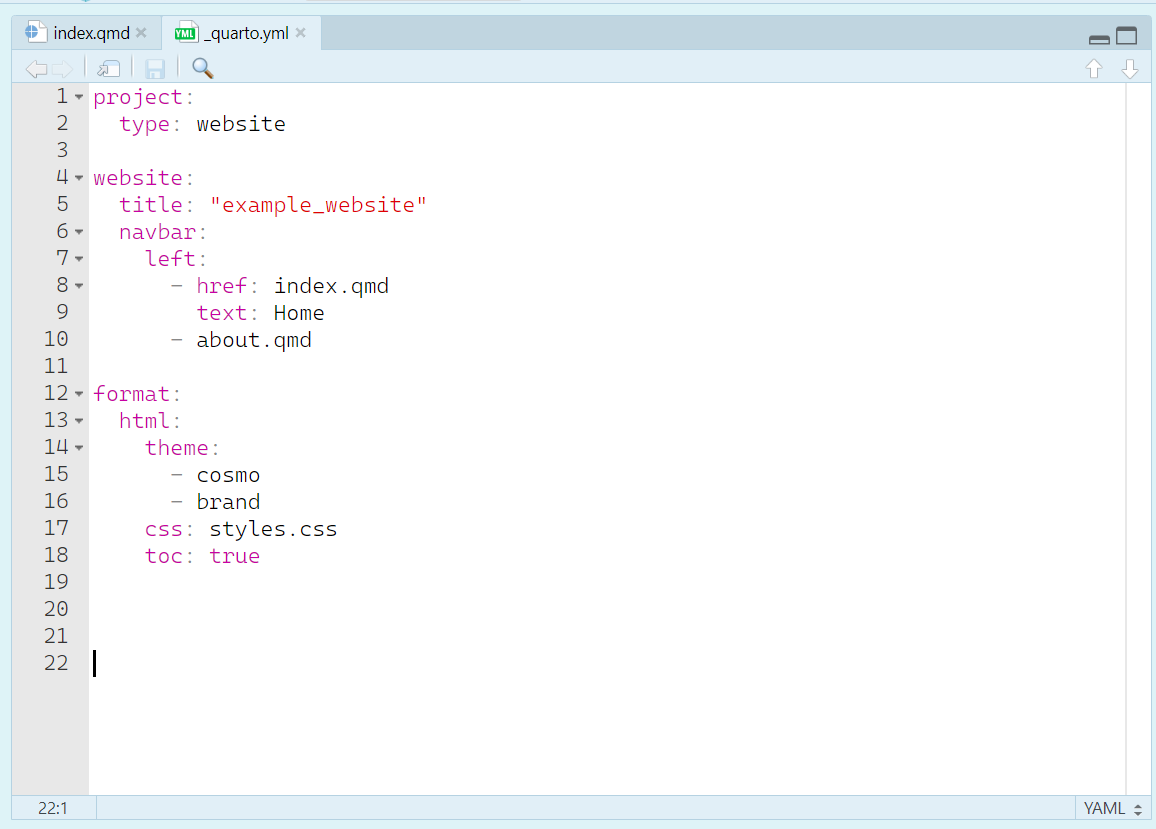 index.qmd
YML _quarto.yml
1 project:
2 type: website
3
4 website:
5 title: "example_website"
6 navbar:
7 left:
8 - href: index.qmd
9 text: Home
10 - about.qmd
11
12 format:
13 html:
14 theme:
15 - cosmo
16 - brand
17 css: styles.css
18 toc: true
19
20
21
22
22:1
YAML